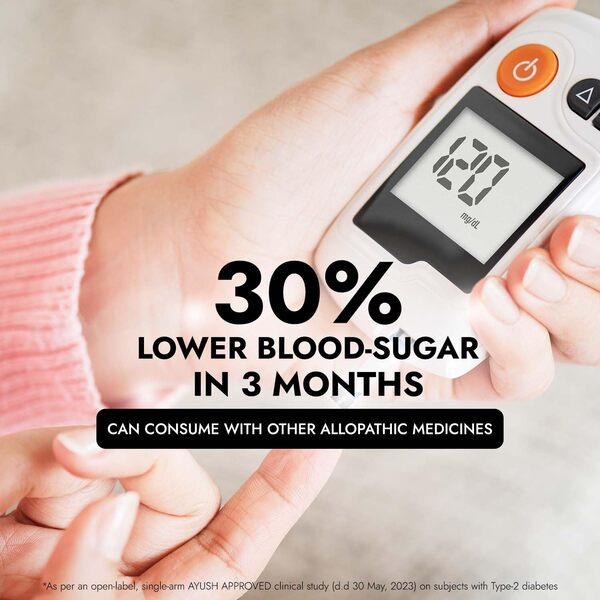 120
mg/dL
30%
LOWER BLOOD-SUGAR
IN 3 MONTHS
CAN CONSUME WITH OTHER ALLOPATHIC MEDICINES
*As per an open-label, single-arm AYUSH APPROVED clinical study (d.d 30 May, 2023) on subjects with Type-2 diabetes